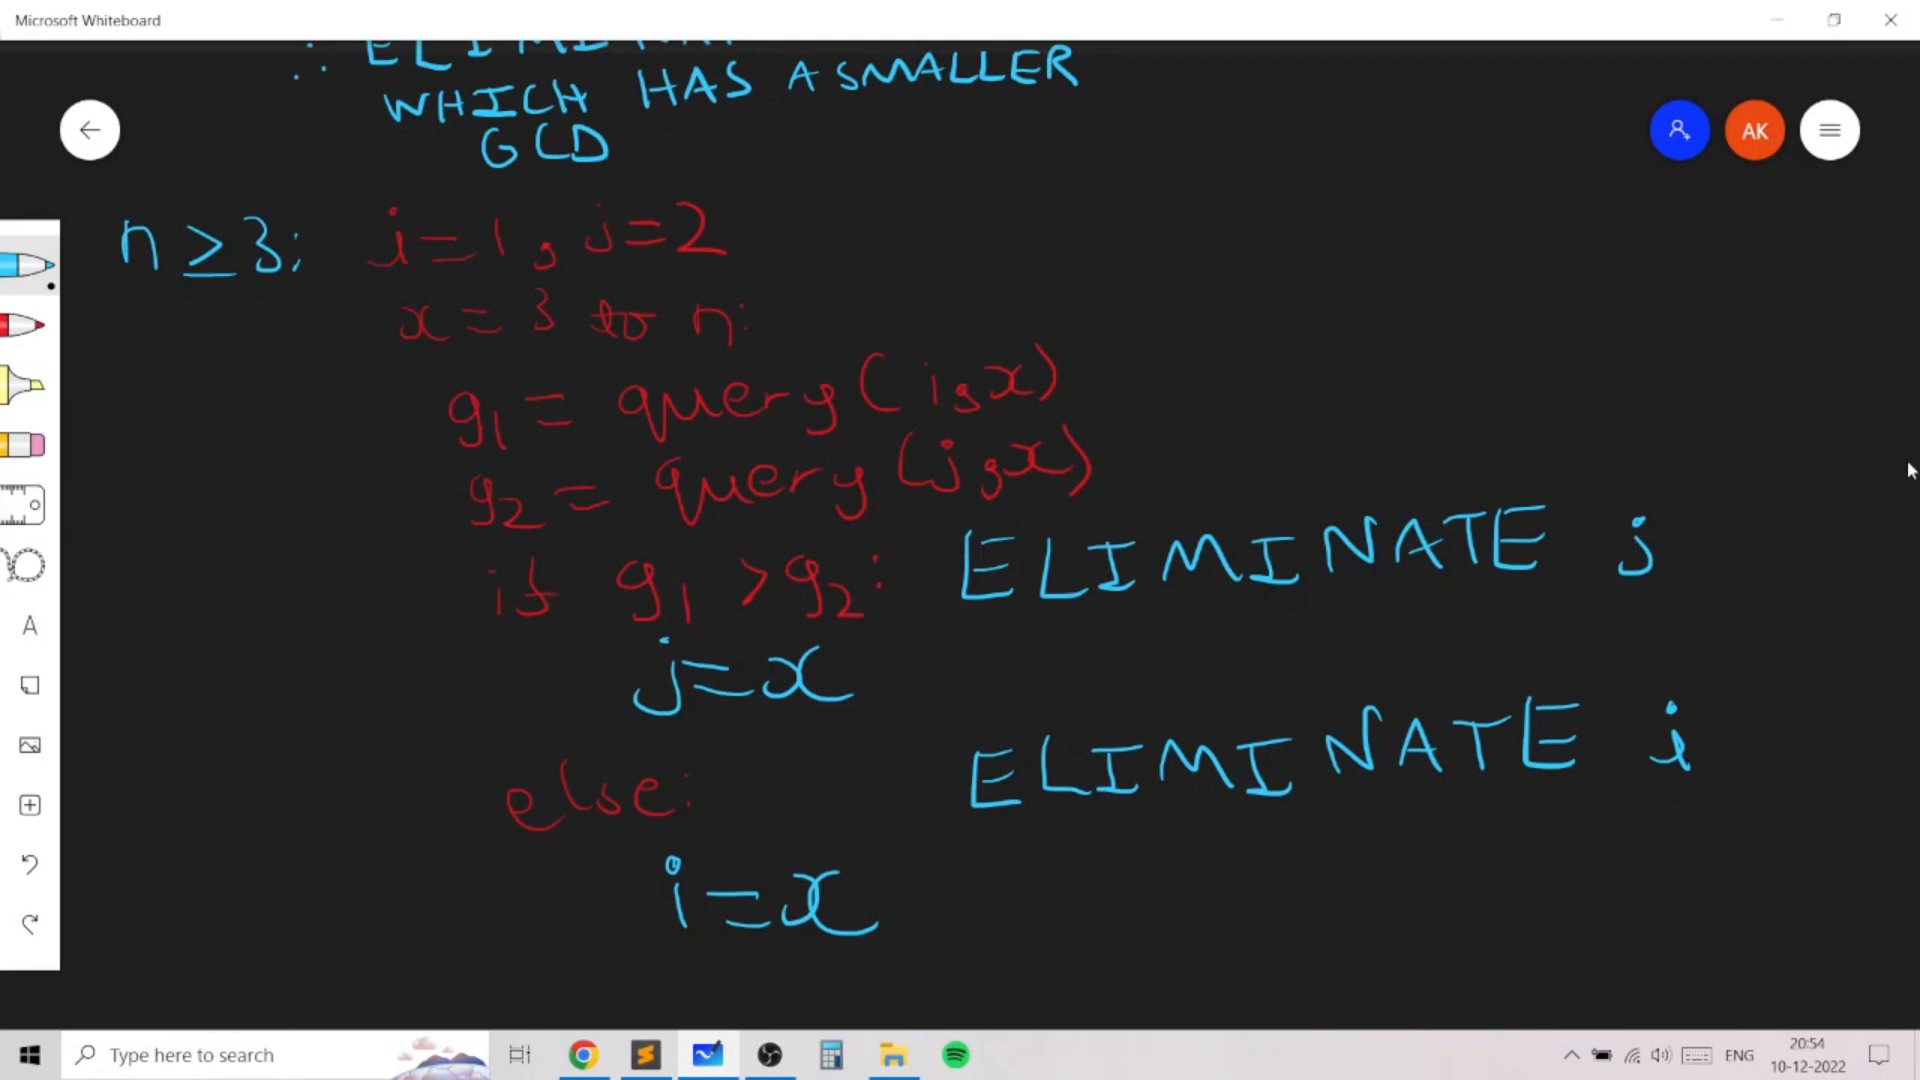 Microsoft Whiteboard
∴
WHICH HAS A SMALLER
GCD
AK
n ≥ 3: i = 1, j = 2
x = 3 to n:
g1 = query(i, x)
g2 = query(j, x)
if g1 > g2: ELIMINATE j
j = x
else: ELIMINATE i
i = x
A
Type here to search
ENG
20:54
10-12-2022